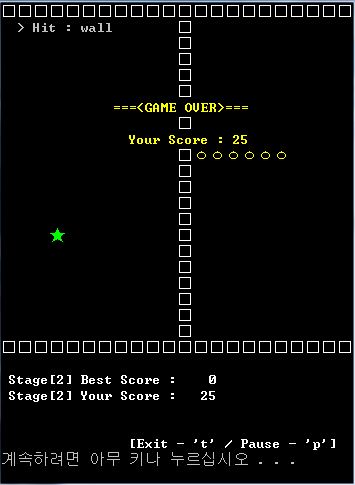 > Hit : wall
===<GAME OVER>===
Your Score : 25
Stage[2] Best Score : 0
Stage[2] Your Score : 25
[Exit - 't' / Pause - 'p']
계속하려면 아무 키나 누르십시오 . . .